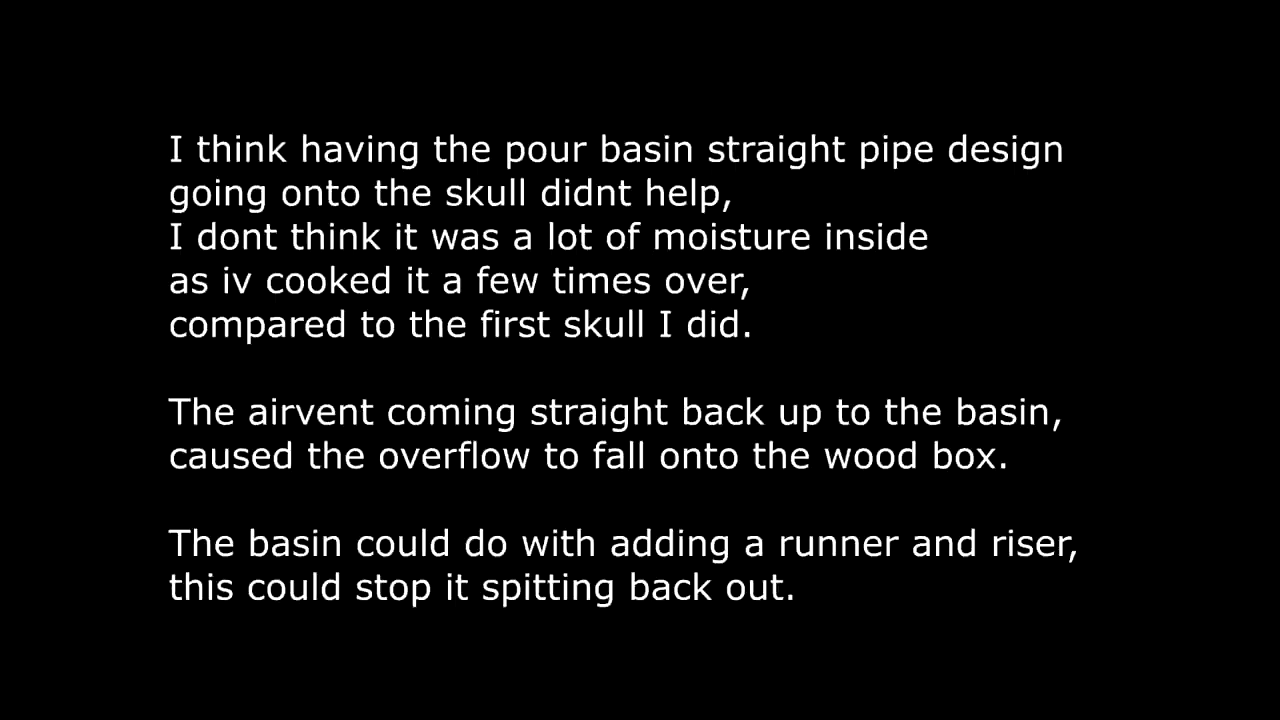 I think having the pour basin straight pipe design
going onto the skull didnt help,
I dont think it was a lot of moisture inside
as iv cooked it a few times over,
compared to the first skull I did.
The airvent coming straight back up to the basin,
caused the overflow to fall onto the wood box.
The basin could do with adding a runner and riser,
this could stop it spitting back out.